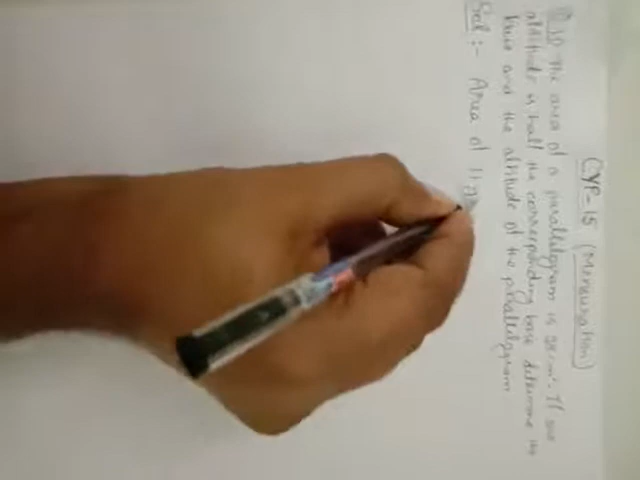 CYP-15 (Mensuration)
Q.10 The area of a parallelogram is 98 cm². If one
altitude is half the corresponding base determine the
base and the altitude of the parallelogram
Sol:- Area of ||gm